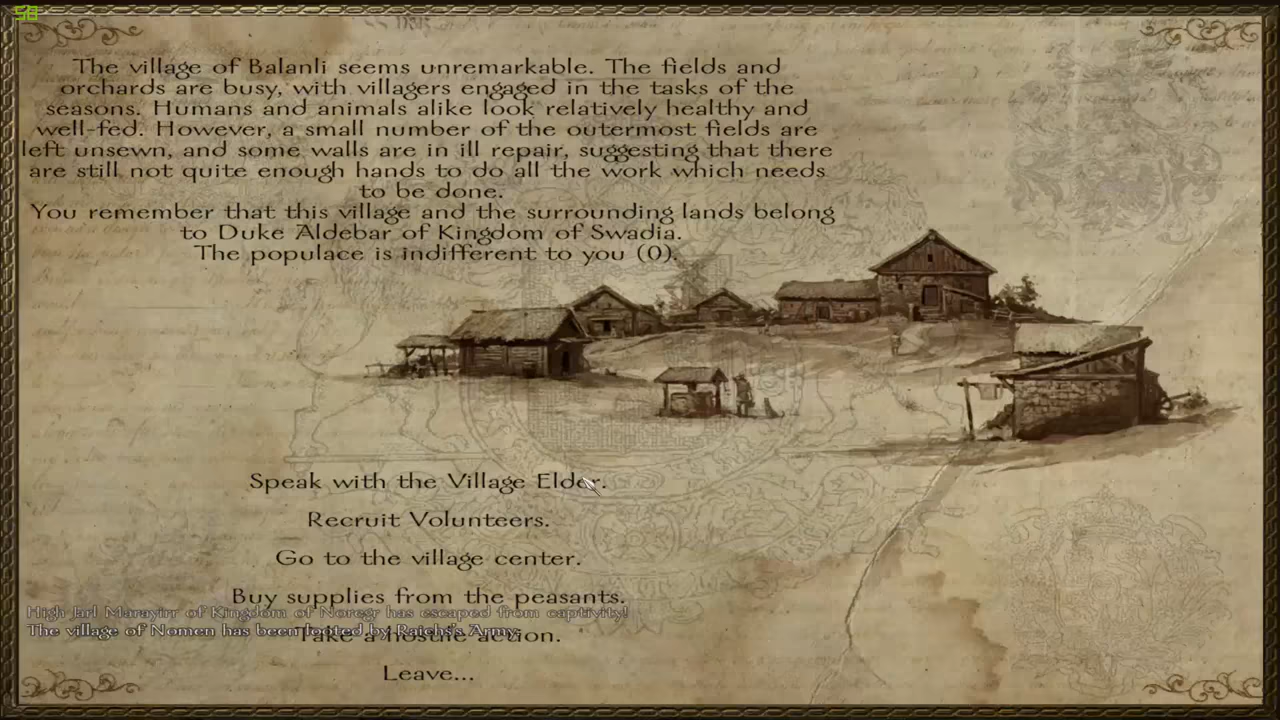 58
The village of Balanli seems unremarkable. The fields and
orchards are busy, with villagers engaged in the tasks of the
seasons. Humans and animals alike look relatively healthy and
well-fed. However, a small number of the outermost fields are
left unsewn, and some walls are in ill repair, suggesting that there
are still not quite enough hands to do all the work which needs
to be done.
You remember that this village and the surrounding lands belong
to Duke Aldebar of Kingdom of Swadia.
The populace is indifferent to you (0).
Speak with the Village Elder.
Recruit Volunteers.
Go to the village center.
Buy supplies from the peasants.
High Jarl Marayirr of Kingdom of Noregr has escaped from captivity!
The village of Nomen has been looted by Raichs's Army.
Take a hostile action.
Leave...